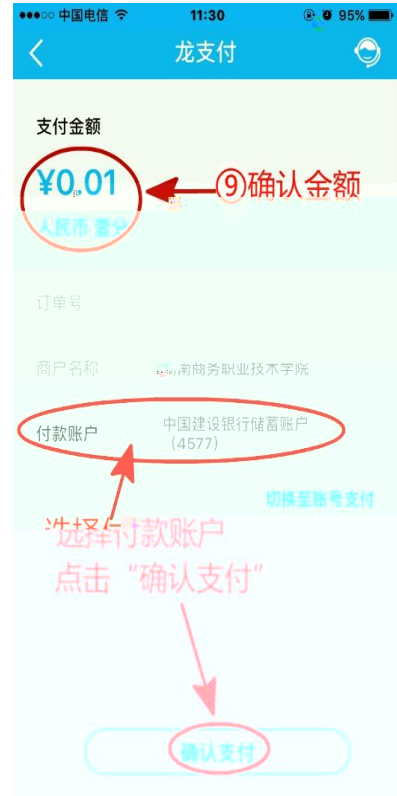 中国电信 11:30 95%
龙支付
支付金额
¥0.01
⑨确认金额
人民币 壹分
订单号
商户名称 湖南商务职业技术学院
付款账户 中国建设银行储蓄账户
(4577)
切换至账号支付
选择付款账户
点击“确认支付”
确认支付